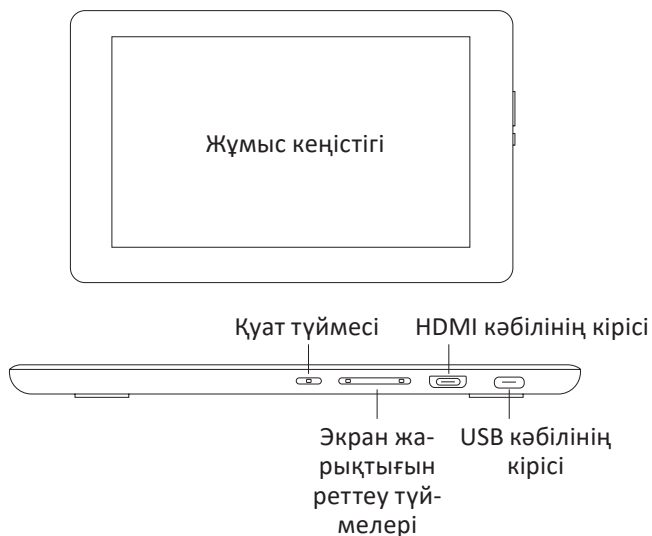 Жұмыс кеңістігі
Қуат түймесі
HDMI кәбілінің кірісі
Экран жа-
рықтығын
реттеу түй-
мелері
USB кәбілінің
кірісі